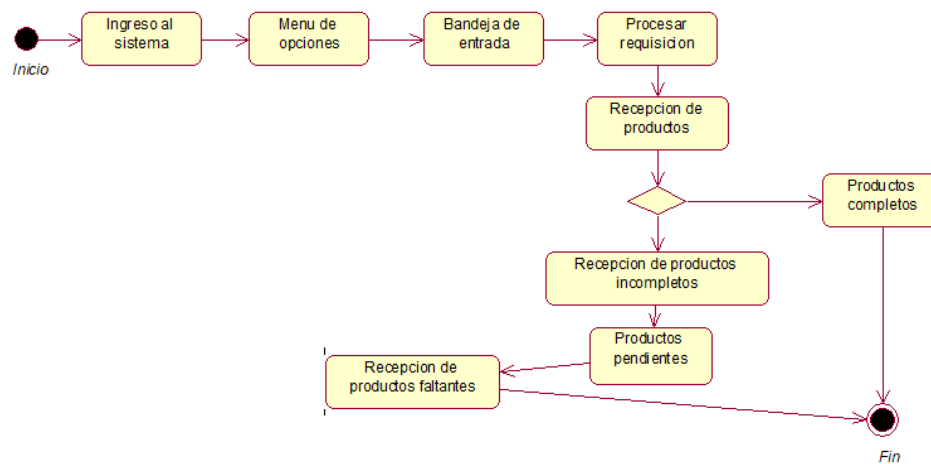 Inicio
Ingreso al
sistema
Menu de
opciones
Bandeja de
entrada
Procesar
requisicion
Recepcion de
productos
Productos
completos
Recepcion de productos
incompletos
Productos
pendientes
Recepcion de
productos faltantes
Fin